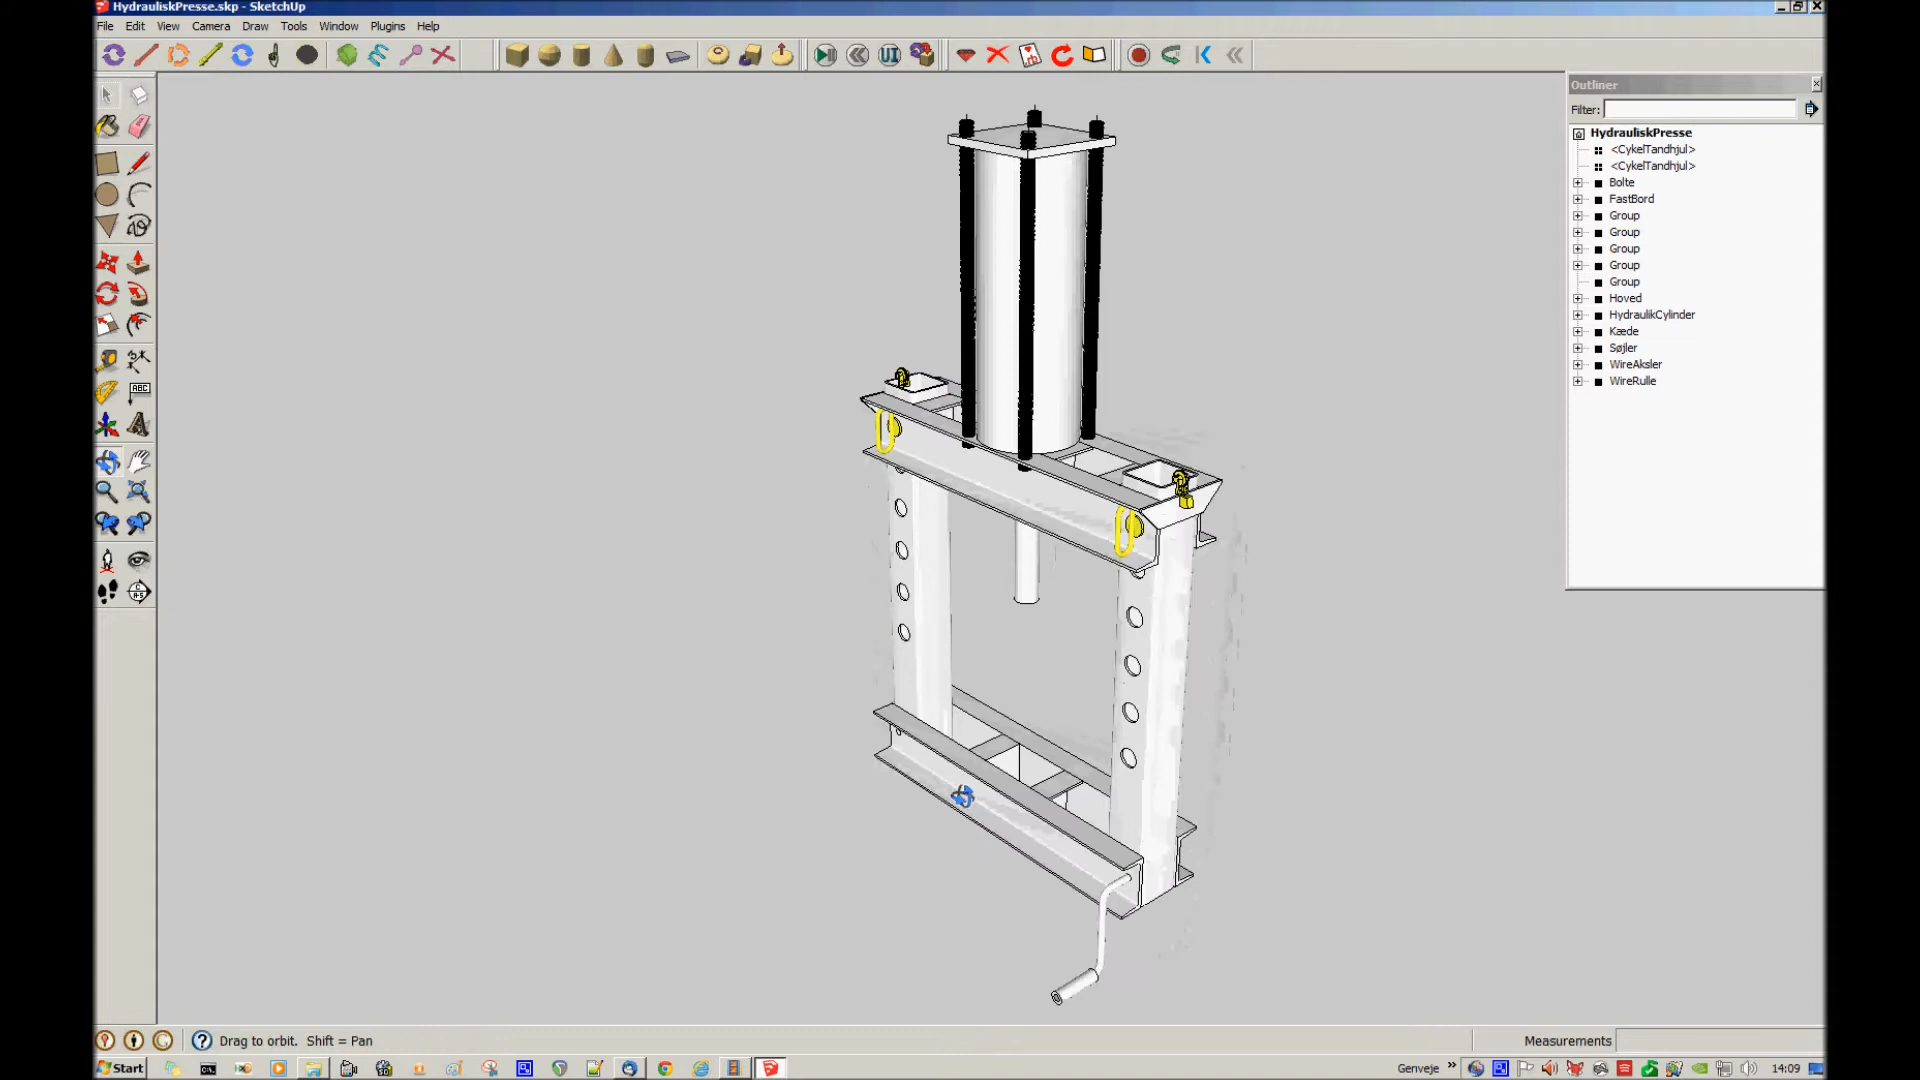 HydrauliskPresse.skp - SketchUp
File Edit View Camera Draw Tools Window Plugins Help
UI
Outliner
Filter:
HydrauliskPresse
<CykelTandhjul>
<CykelTandhjul>
Bolte
FastBord
Group
Group
Group
Group
Group
Hoved
HydraulikCylinder
Kæde
Søjler
WireAksler
WireRulle
ABC
Drag to orbit. Shift = Pan
Measurements
Start
Genveje »
14:09